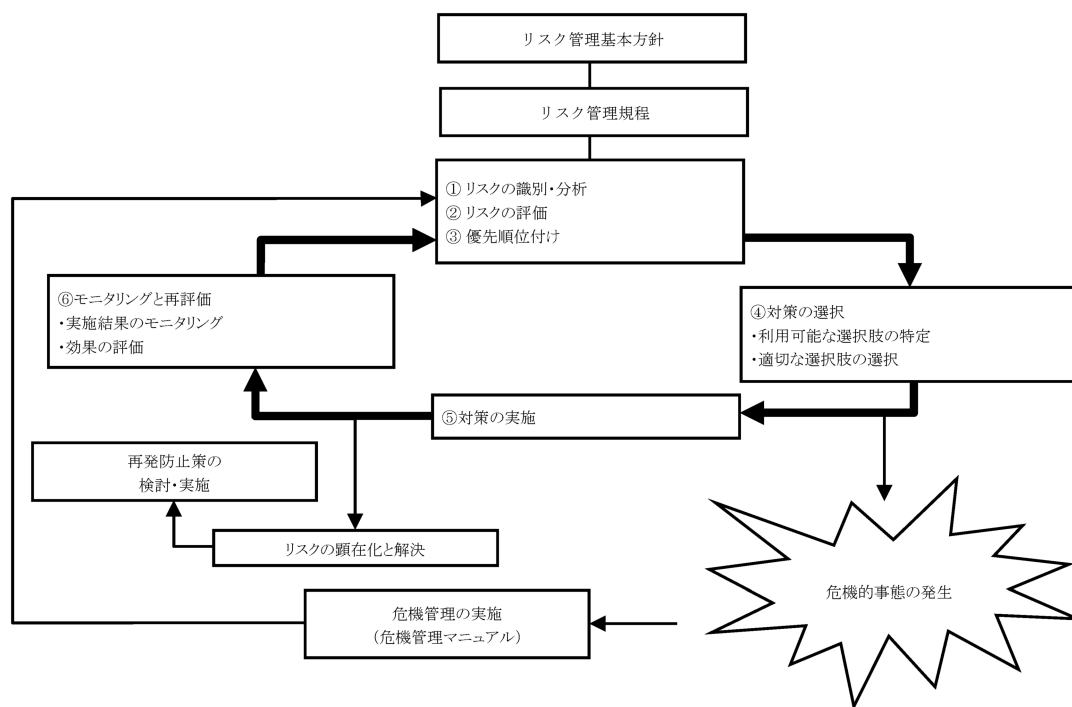 リスク管理基本方針
リスク管理規程
① リスクの識別・分析
② リスクの評価
③ 優先順位付け
④対策の選択
・利用可能な選択肢の特定
・適切な選択肢の選択
⑤対策の実施
⑥モニタリングと再評価
・実施結果のモニタリング
・効果の評価
再発防止策の
検討・実施
リスクの顕在化と解決
危機的事態の発生
危機管理の実施
（危機管理マニュアル）